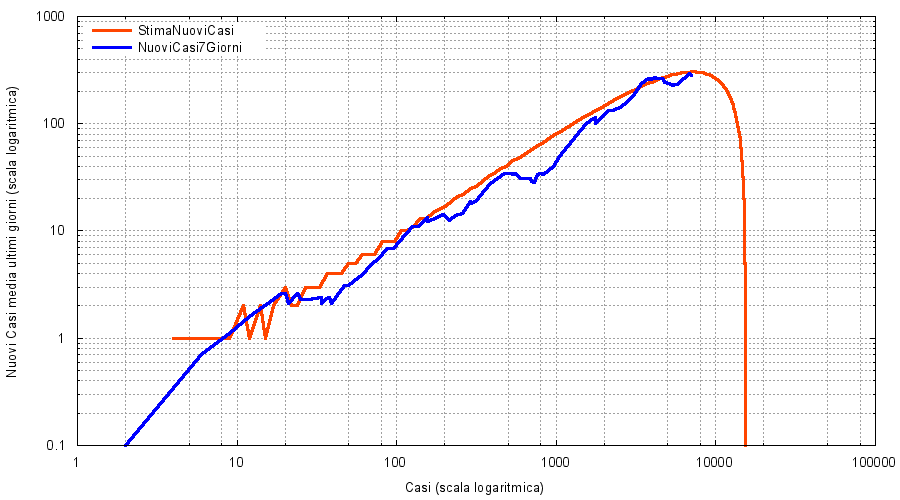 1000
StimaNuoviCasi
NuoviCasi7Giorni
100
10
1
0.1
Nuovi Casi media ultimi giorni (scala logaritmica)
1 10 100 1000 10000 100000
Casi (scala logaritmica)